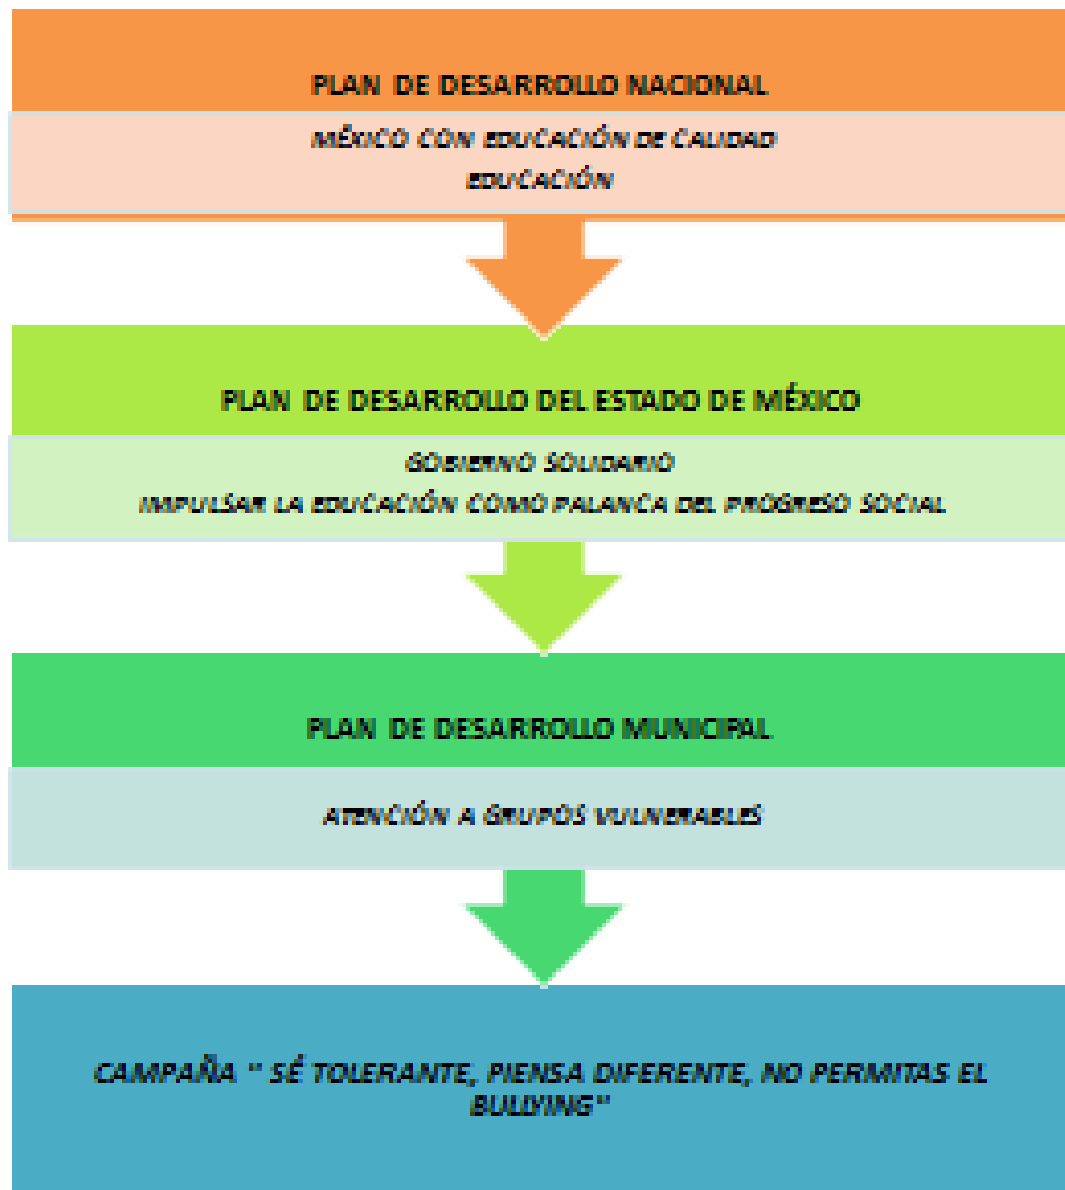 PLAN DE DESARROLLO NACIONAL
MÉXICO CON EDUCACIÓN DE CALIDAD
EDUCACIÓN
PLAN DE DESARROLLO DEL ESTADO DE MÉXICO
GOBIERNO SOLIDARIO
IMPULSAR LA EDUCACIÓN COMO PALANCA DEL PROGRESO SOCIAL
PLAN DE DESARROLLO MUNICIPAL
ATENCIÓN A GRUPOS VULNERABLES
CAMPAÑA " SÉ TOLERANTE, PIENSA DIFERENTE, NO PERMITAS EL
BULLYING"